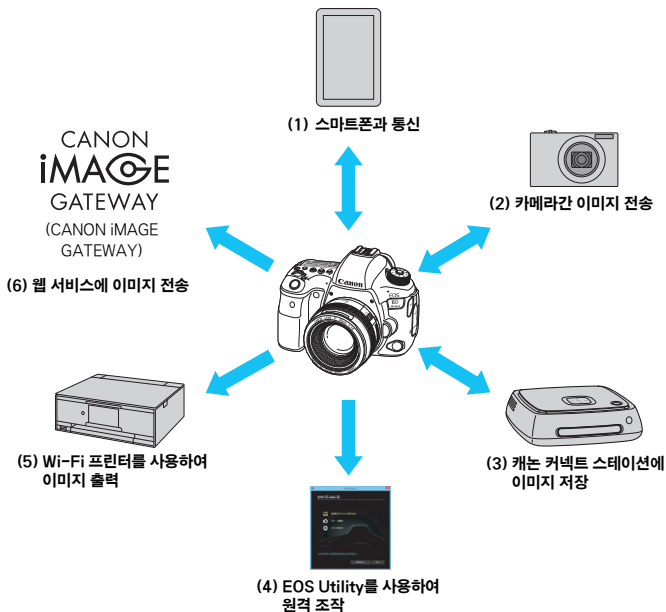 (1) 스마트폰과 통신
CANON
iMAGE
GATEWAY
(CANON iMAGE
GATEWAY)
(6) 웹 서비스에 이미지 전송
(2) 카메라간 이미지 전송
Canon
EOS
6D
(5) Wi-Fi 프린터를 사용하여
이미지 출력
(3) 캐논 커넥트 스테이션에
이미지 저장
(4) EOS Utility를 사용하여
원격 조작